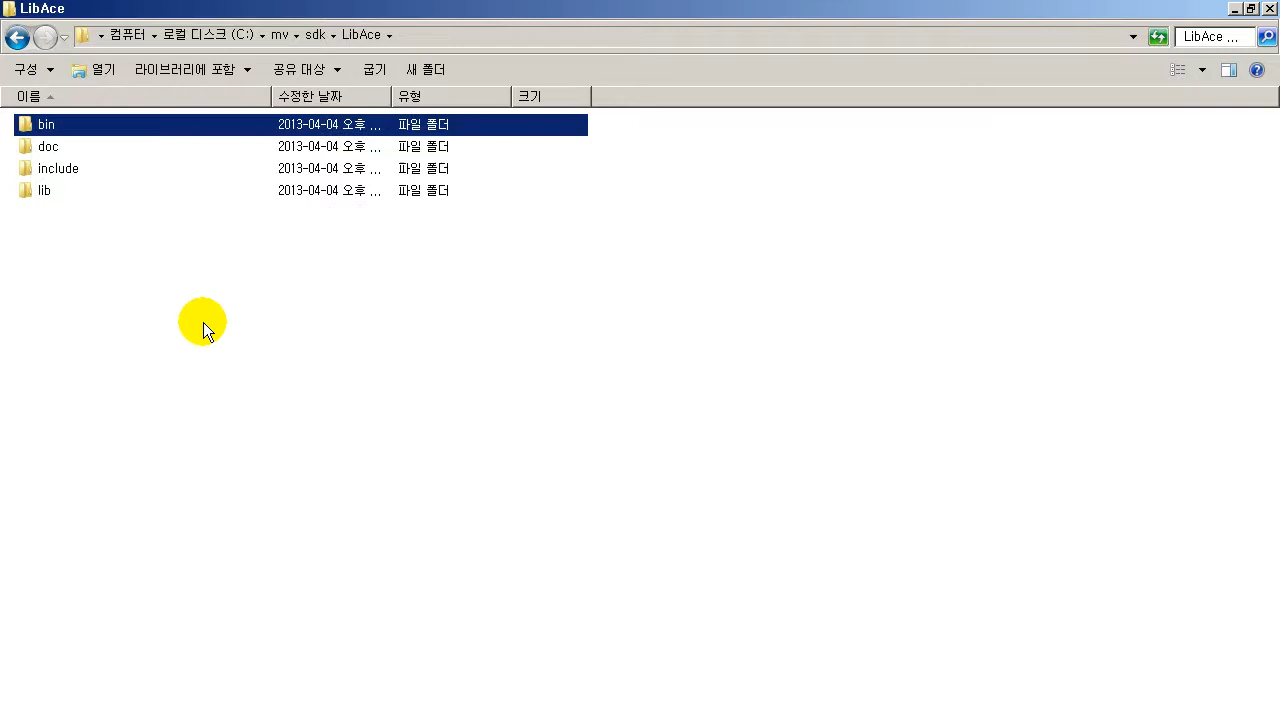 LibAce
컴퓨터 로컬 디스크 (C:) mv sdk LibAce LibAce ...
구성 열기 라이브러리에 포함 공유 대상 굽기 새 폴더
이름 수정한 날짜 유형 크기
bin 2013-04-04 오후 ... 파일 폴더
doc 2013-04-04 오후 ... 파일 폴더
include 2013-04-04 오후 ... 파일 폴더
lib 2013-04-04 오후 ... 파일 폴더